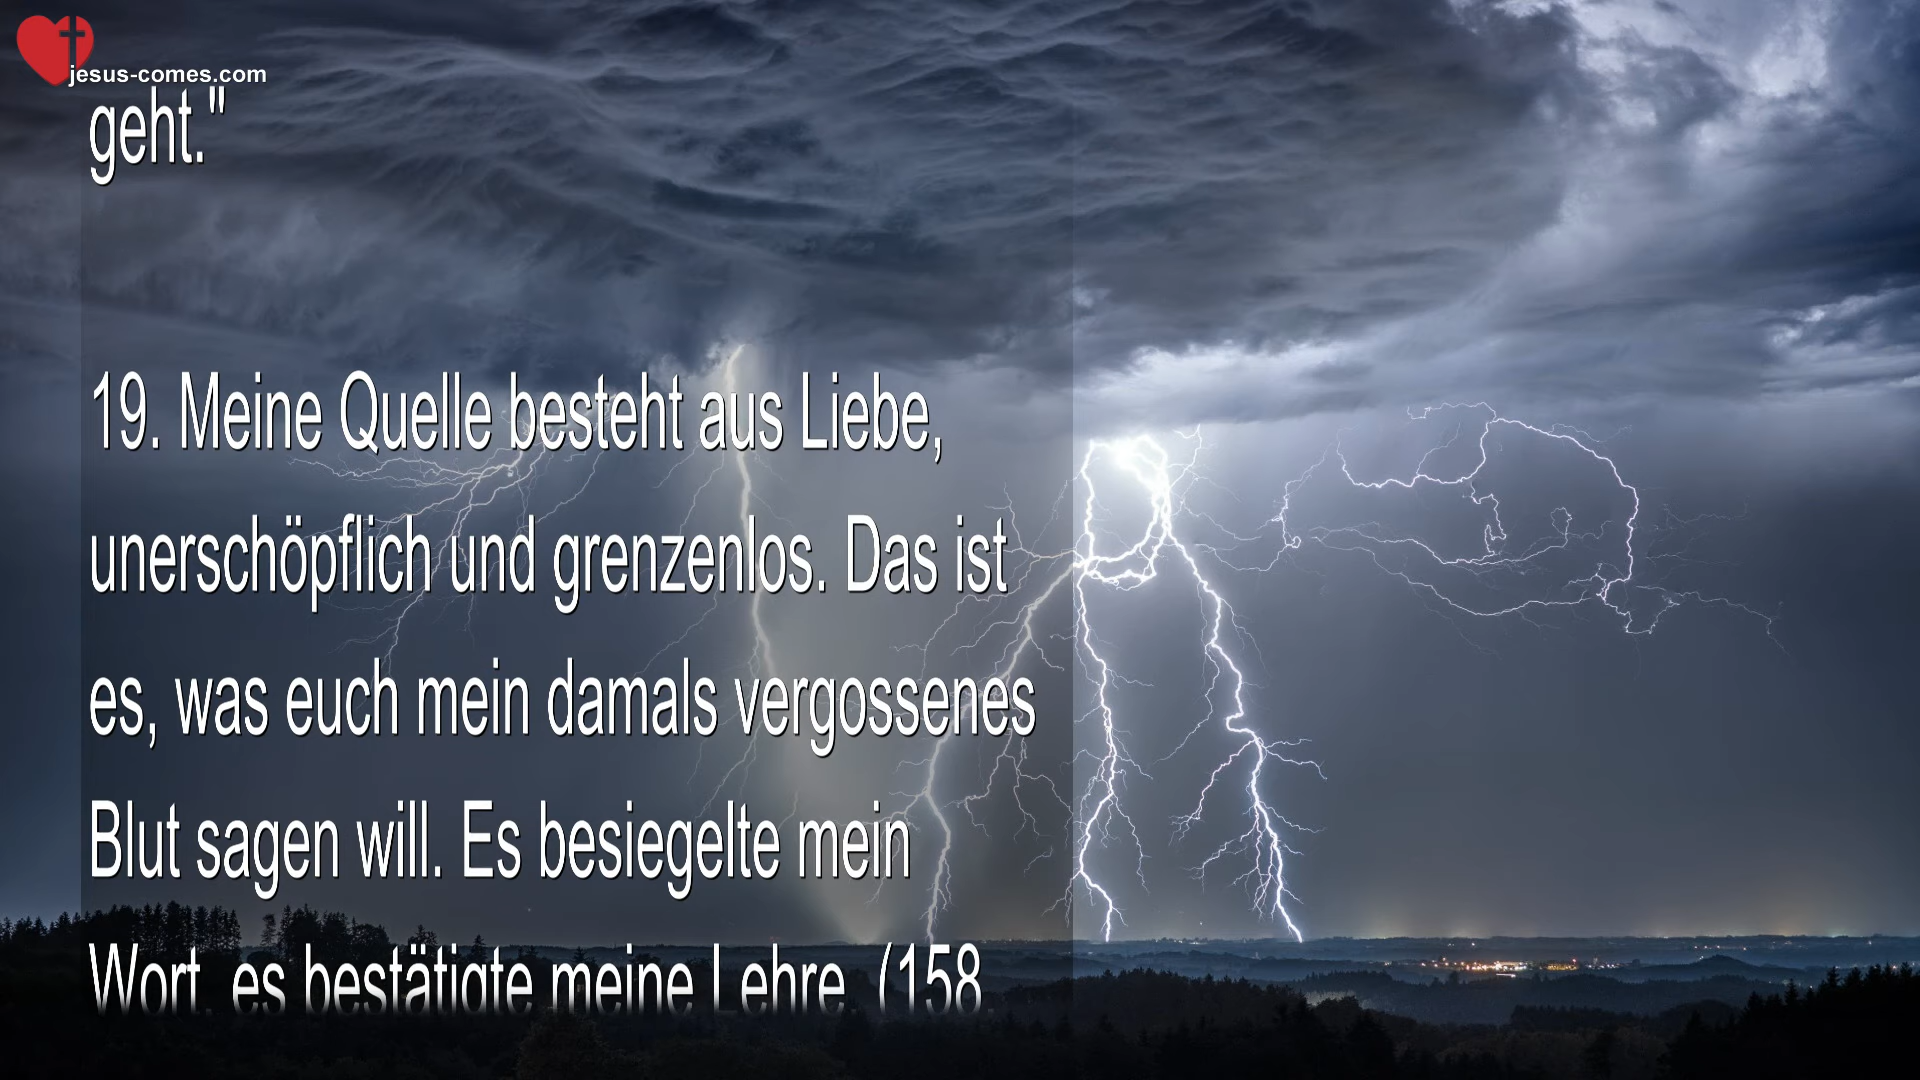 jesus-comes.com
geht."
19. Meine Quelle besteht aus Liebe,
unerschöpflich und grenzenlos. Das ist
es, was euch mein damals vergossenes
Blut sagen will. Es besiegelte mein
Wort, es bestätigte meine Lehre. (158,